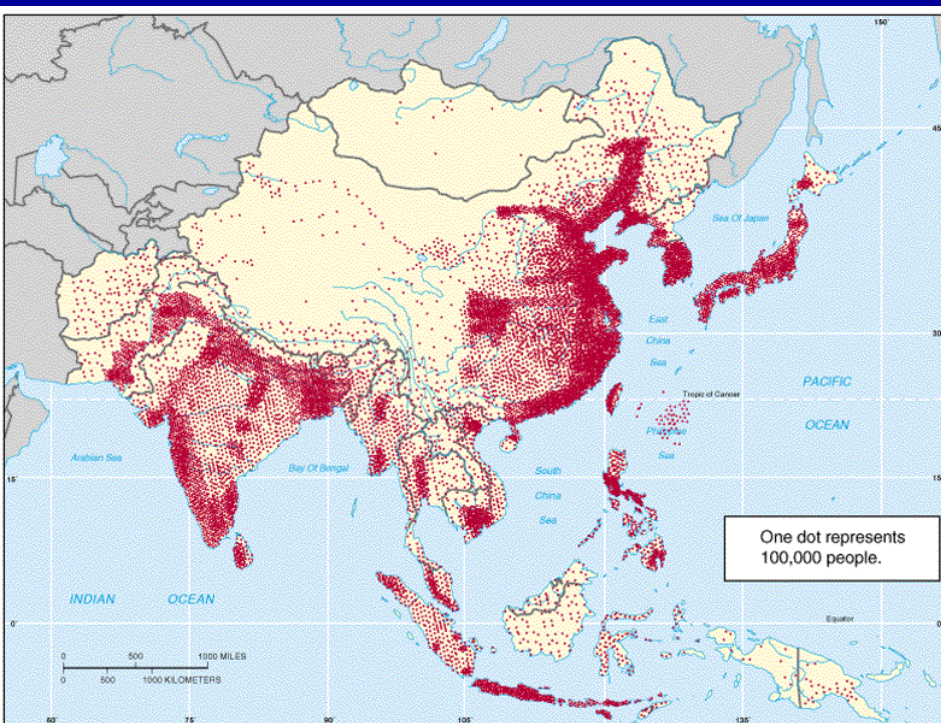 150°
45
Sea Of Japan
East
China
Sea
30
Tropic of Cancer
PACIFIC
OCEAN
Philippine
Sea
Arabian Sea
Bay Of Bengal
South
China
Sea
15°
15
One dot represents
100,000 people.
INDIAN OCEAN
0°
Equator
0
0 500 1000 MILES
0 500 1000 KILOMETERS
60° 75° 90° 105° 135°